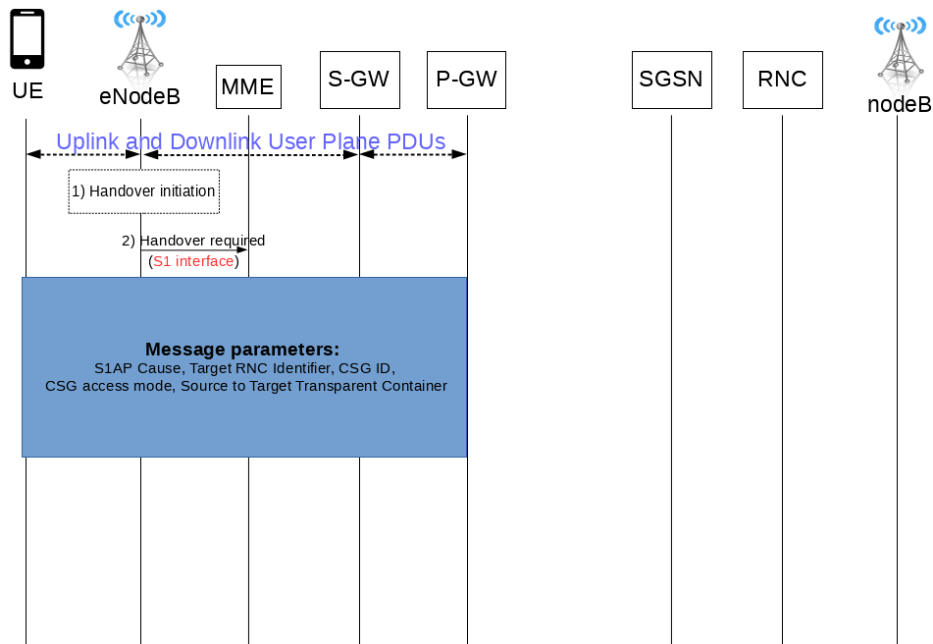 UE
eNodeB
MME
S-GW
P-GW
SGSN
RNC
nodeB
Uplink and Downlink User Plane PDUs
1) Handover initiation
2) Handover required
(S1 interface)
Message parameters:
S1AP Cause, Target RNC Identifier, CSG ID,
CSG access mode, Source to Target Transparent Container